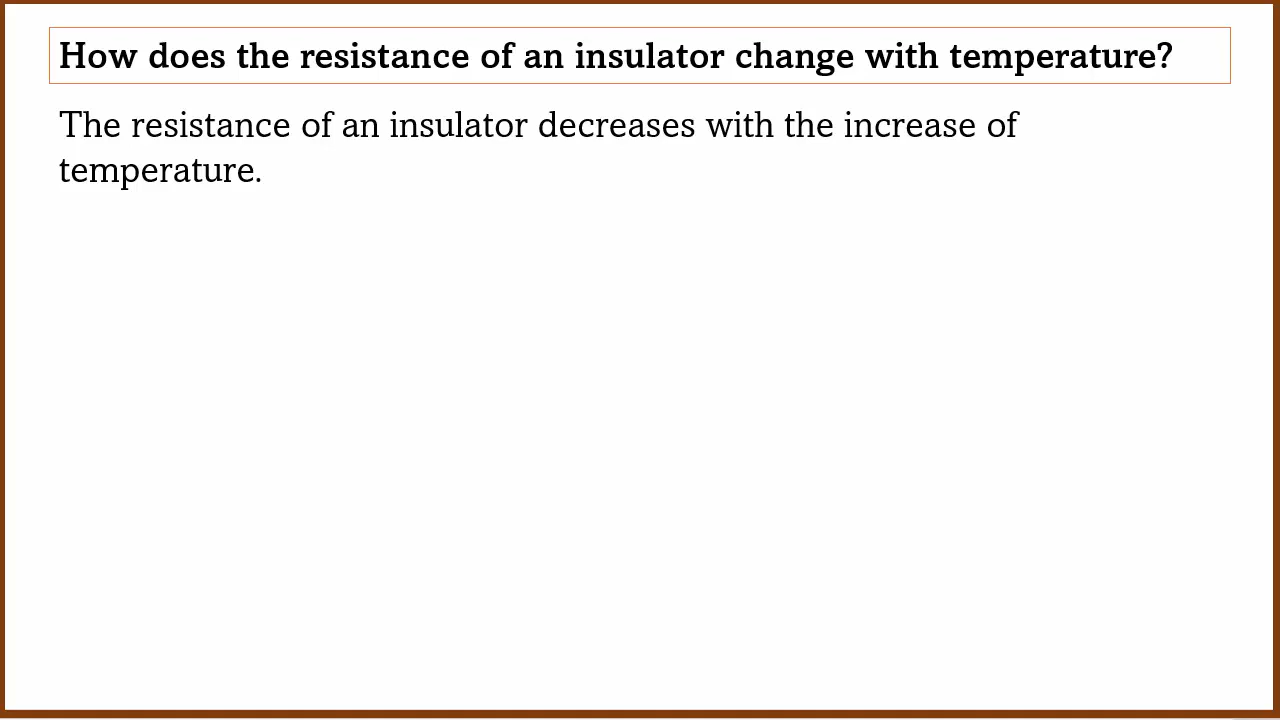 How does the resistance of an insulator change with temperature?
The resistance of an insulator decreases with the increase of
temperature.